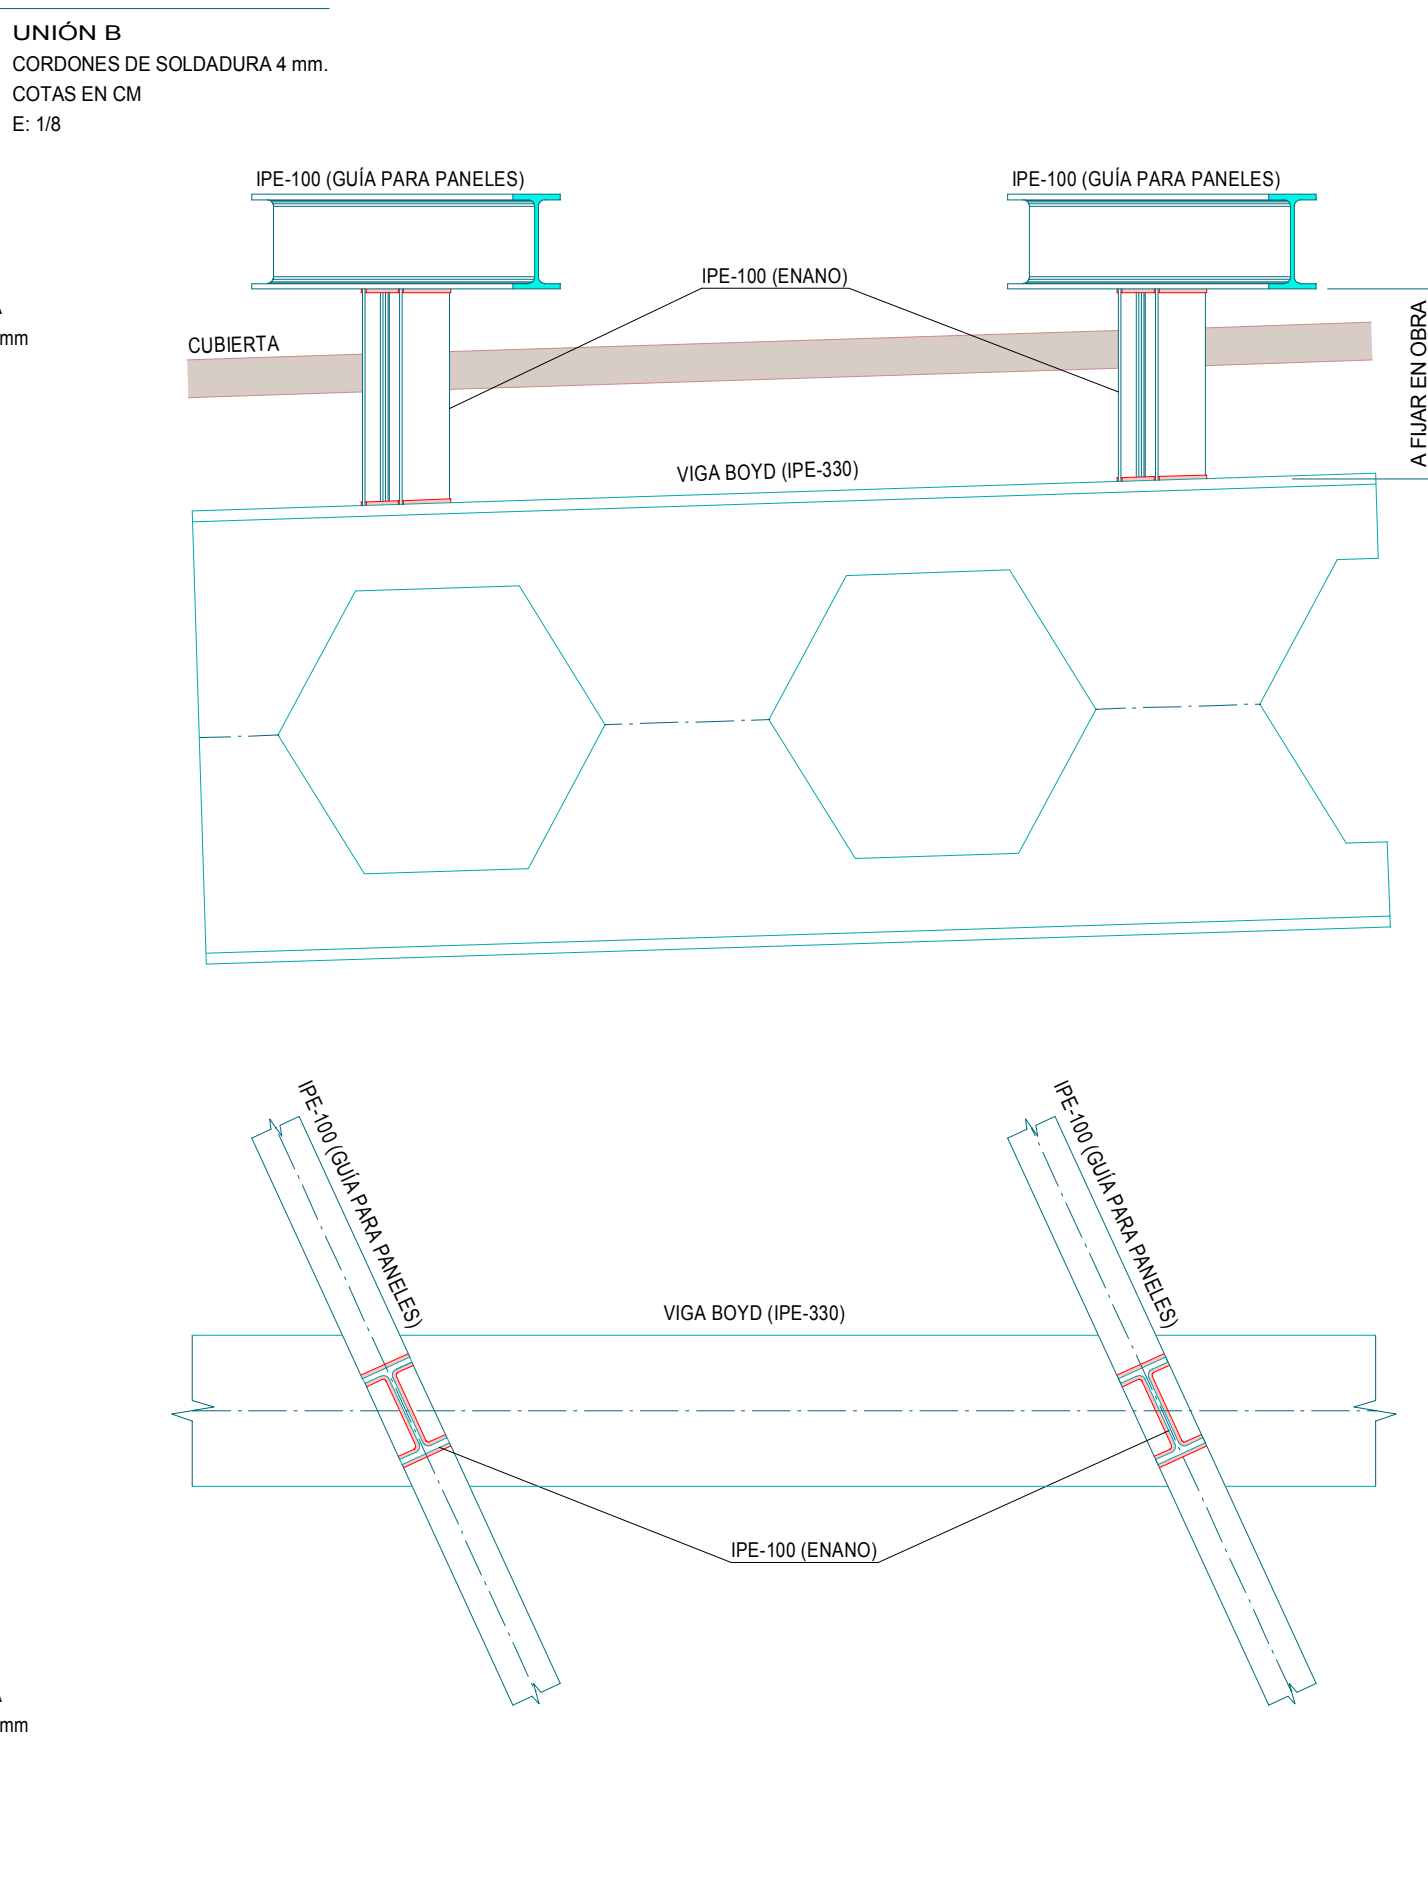 UNIÓN B
CORDONES DE SOLDADURA 4 mm.
COTAS EN CM
E: 1/8
IPE-100 (GUÍA PARA PANELES)
IPE-100 (GUÍA PARA PANELES)
IPE-100 (ENANO)
mm
CUBIERTA
A FIJAR EN OBRA
VIGA BOYD (IPE-330)
IPE-100 (GUÍA PARA PANELES)
IPE-100 (GUÍA PARA PANELES)
VIGA BOYD (IPE-330)
IPE-100 (ENANO)
mm